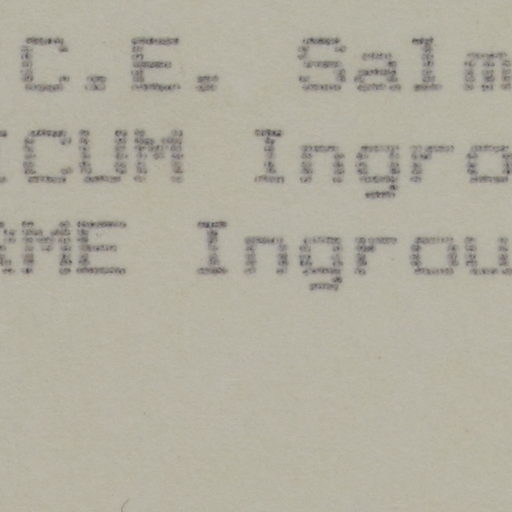 C.E. Salm
ICUM Ingro
RME Ingrou